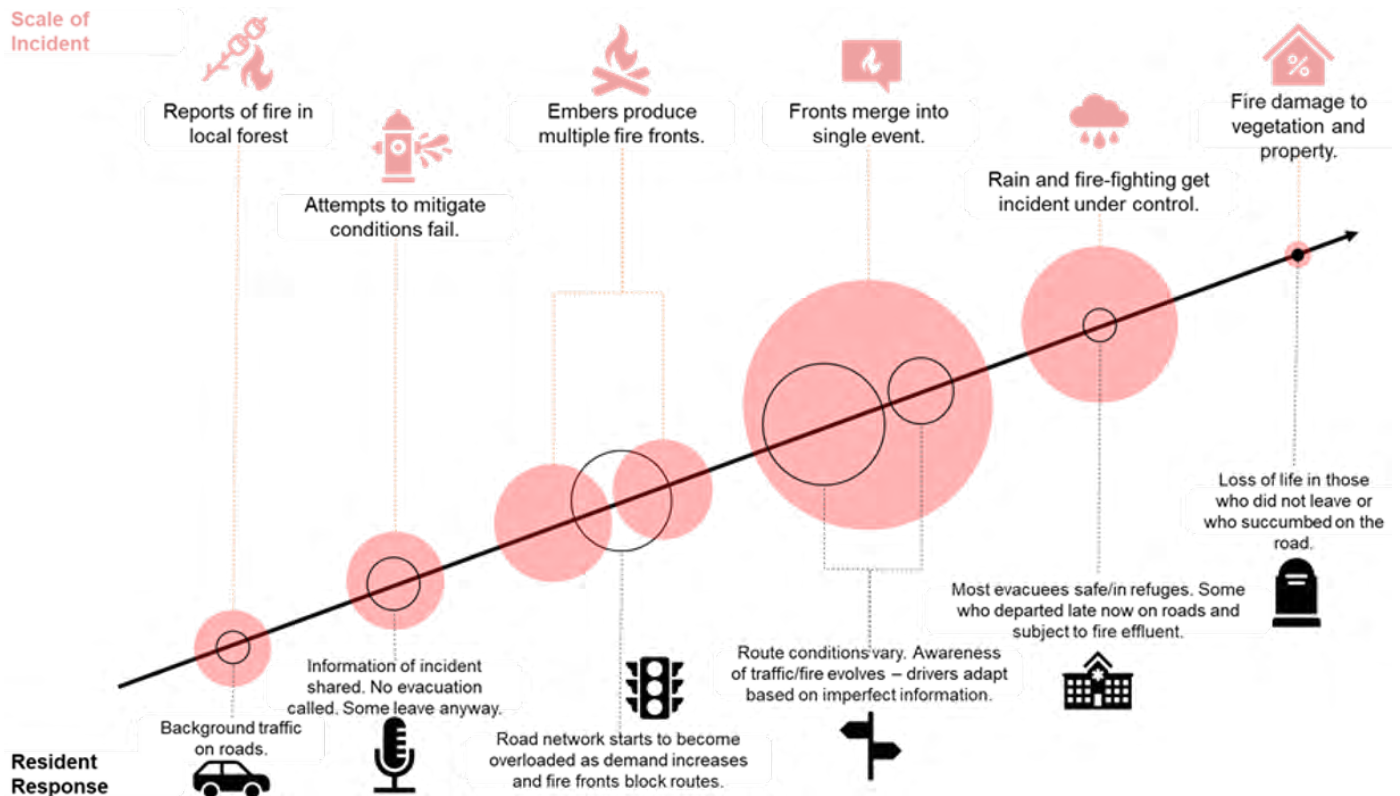 Scale of
Incident
Reports of fire in
local forest
Attempts to mitigate
conditions fail.
Embers produce
multiple fire fronts.
Fronts merge into
single event.
Rain and fire-fighting get
incident under control.
%
Fire damage to
vegetation and
property.
Resident
Response
Background traffic
on roads.
Information of incident
shared. No evacuation
called. Some leave anyway.
Road network starts to become
overloaded as demand increases
and fire fronts block routes.
Route conditions vary. Awareness
of traffic/fire evolves – drivers adapt
based on imperfect information.
Most evacuees safe/in refuges. Some
who departed late now on roads and
subject to fire effluent.
Loss of life in those
who did not leave or
who succumbed on the
road.